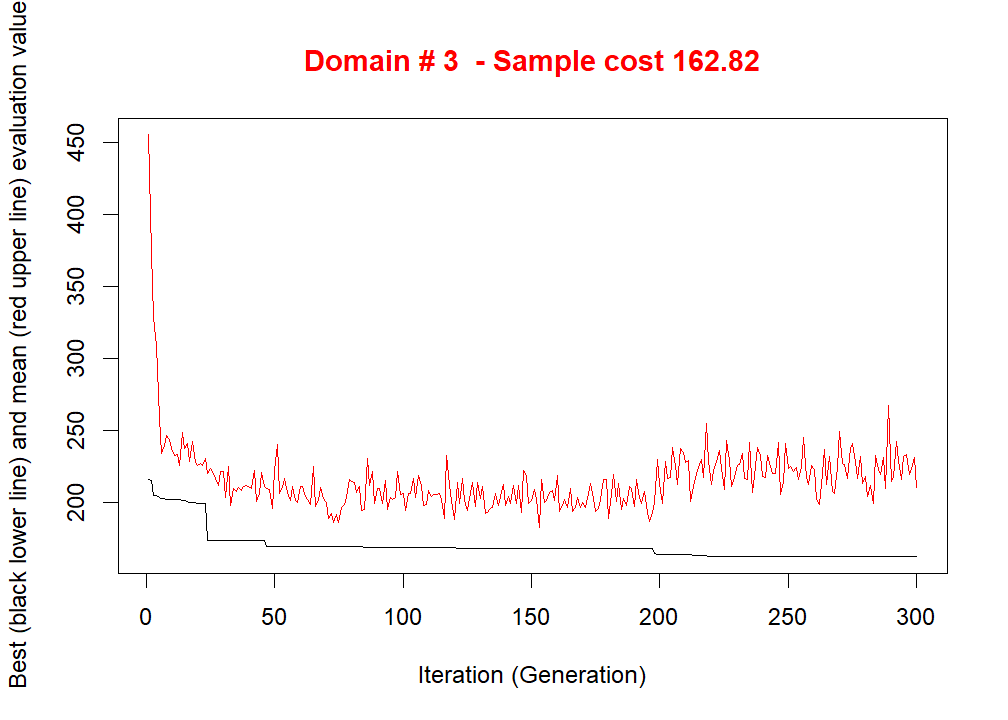 Domain # 3  - Sample cost 162.82
Best (black lower line) and mean (red upper line) evaluation value
450
400
350
300
250
200
0 50 100 150 200 250 300
Iteration (Generation)